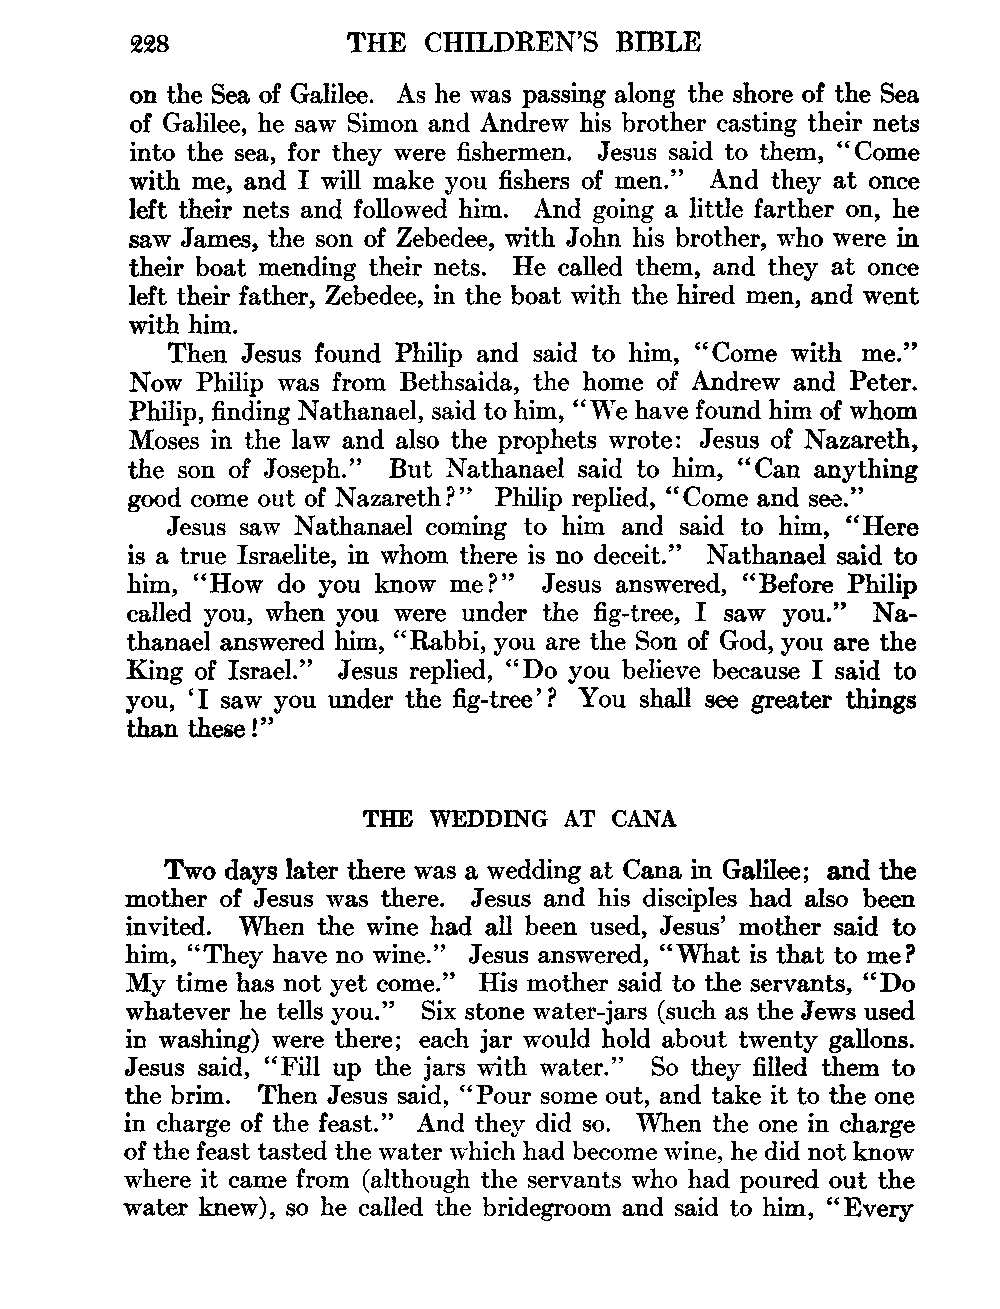 228 THE CHILDREN'S BIBLE
on the Sea of Galilee. As he was passing along the shore of the Sea
of Galilee, he saw Simon and Andrew his brother casting their nets
into the sea, for they were fishermen. Jesus said to them, “Come
with me, and I will make you fishers of men.” And they at once
left their nets and followed him. And going a little farther on, he
saw James, the son of Zebedee, with John his brother, who were in
their boat mending their nets. He called them, and they at once
left their father, Zebedee, in the boat with the hired men, and went
with him.
Then Jesus found Philip and said to him, “Come with me.”
Now Philip was from Bethsaida, the home of Andrew and Peter.
Philip, finding Nathanael, said to him, “We have found him of whom
Moses in the law and also the prophets wrote: Jesus of Nazareth,
the son of Joseph.” But Nathanael said to him, “Can anything
good come out of Nazareth?” Philip replied, “Come and see.”
Jesus saw Nathanael coming to him and said to him, “Here
is a true Israelite, in whom there is no deceit.” Nathanael said to
him, “How do you know me?” Jesus answered, “Before Philip
called you, when you were under the fig-tree, I saw you.” Na-
thanael answered him, “Rabbi, you are the Son of God, you are the
King of Israel.” Jesus replied, “Do you believe because I said to
you, ‘I saw you under the fig-tree’? You shall see greater things
than these!”
THE WEDDING AT CANA
Two days later there was a wedding at Cana in Galilee; and the
mother of Jesus was there. Jesus and his disciples had also been
invited. When the wine had all been used, Jesus’ mother said to
him, “They have no wine.” Jesus answered, “What is that to me?
My time has not yet come.” His mother said to the servants, “Do
whatever he tells you.” Six stone water-jars (such as the Jews used
in washing) were there; each jar would hold about twenty gallons.
Jesus said, “Fill up the jars with water.” So they filled them to
the brim. Then Jesus said, “Pour some out, and take it to the one
in charge of the feast.” And they did so. When the one in charge
of the feast tasted the water which had become wine, he did not know
where it came from (although the servants who had poured out the
water knew), so he called the bridegroom and said to him, “Every